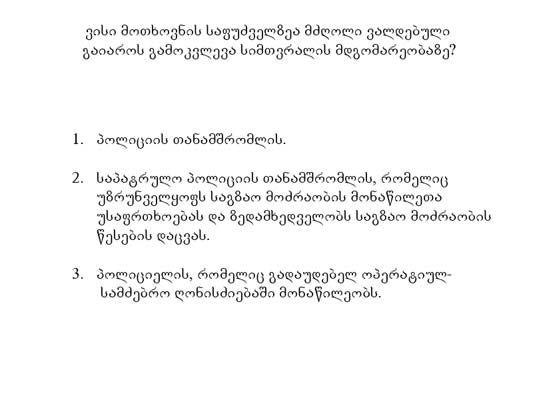 ვისი მოთხოვნის საფუძველზეა მძღოლი ვალდებული
გაიაროს გამოკვლევა სიმთვრალის მდგომარეობაზე?
1. პოლიციის თანამშრომლის.
2. საპატრულო პოლიციის თანამშრომლის, რომელიც
უზრუნველყოფს საგზაო მოძრაობის მონაწილეთა
უსაფრთხოებას და ზედამხედველობს საგზაო მოძრაობის
წესების დაცვას.
3. პოლიციელის, რომელიც გადაუდებელ ოპერატიულ-
სამძებრო ღონისძიებაში მონაწილეობს.